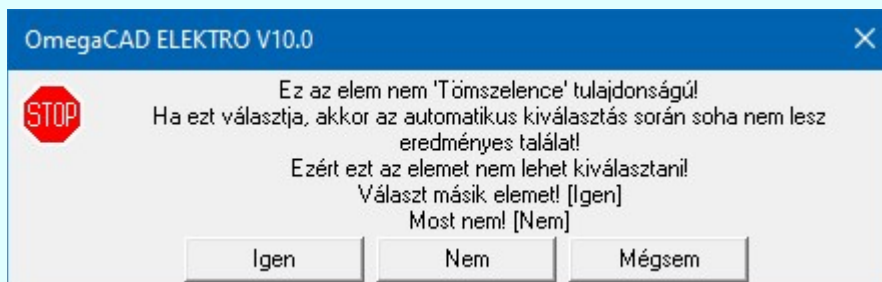 OmegaCAD ELEKTRO V10.0
STOP
Ez az elem nem 'Tömszelence' tulajdonságú!
Ha ezt választja, akkor az automatikus kiválasztás során soha nem lesz
eredményes találat!
Ezért ezt az elemet nem lehet kiválasztani!
Választ másik elemet! [Igen]
Most nem! [Nem]
Igen Nem Mégsem